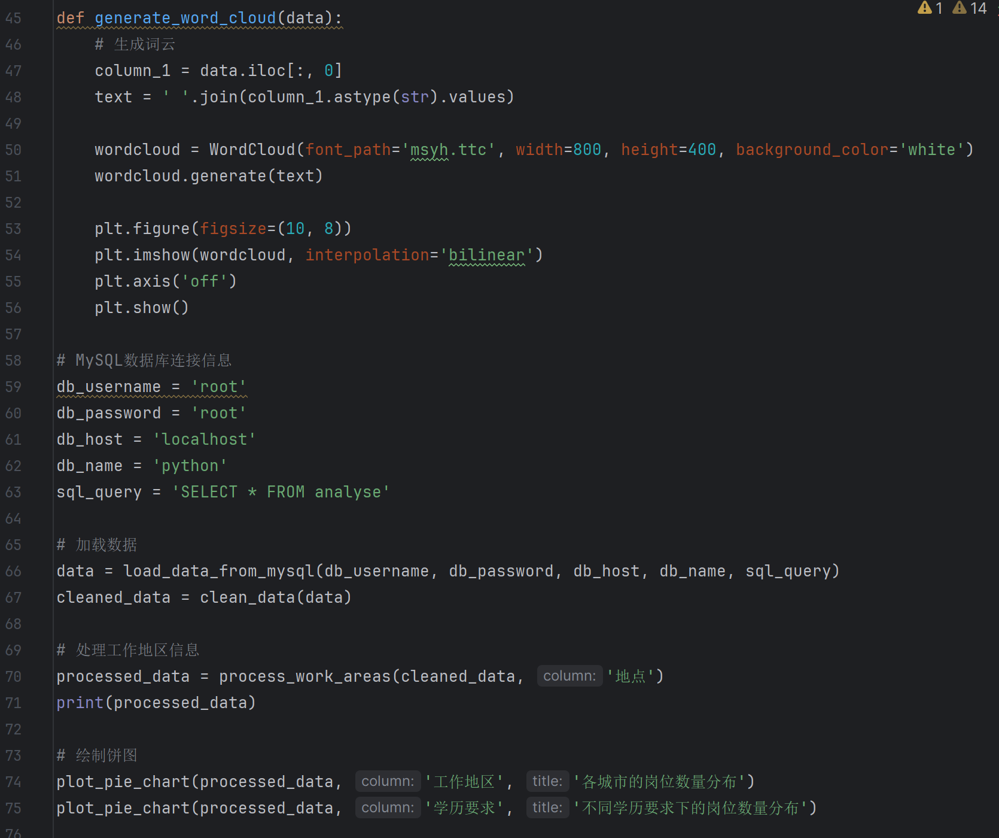 1 14
45 def generate_word_cloud(data):
46     # 生成词云
47     column_1 = data.iloc[:, 0]
48     text = ' '.join(column_1.astype(str).values)
49
50     wordcloud = WordCloud(font_path='msyh.ttc', width=800, height=400, background_color='white')
51     wordcloud.generate(text)
52
53     plt.figure(figsize=(10, 8))
54     plt.imshow(wordcloud, interpolation='bilinear')
55     plt.axis('off')
56     plt.show()
57
58 # MySQL数据库连接信息
59 db_username = 'root'
60 db_password = 'root'
61 db_host = 'localhost'
62 db_name = 'python'
63 sql_query = 'SELECT * FROM analyse'
64
65 # 加载数据
66 data = load_data_from_mysql(db_username, db_password, db_host, db_name, sql_query)
67 cleaned_data = clean_data(data)
68
69 # 处理工作地区信息
70 processed_data = process_work_areas(cleaned_data, column: '地点')
71 print(processed_data)
72
73 # 绘制饼图
74 plot_pie_chart(processed_data, column: '工作地区', title: '各城市的岗位数量分布')
75 plot_pie_chart(processed_data, column: '学历要求', title: '不同学历要求下的岗位数量分布')
76